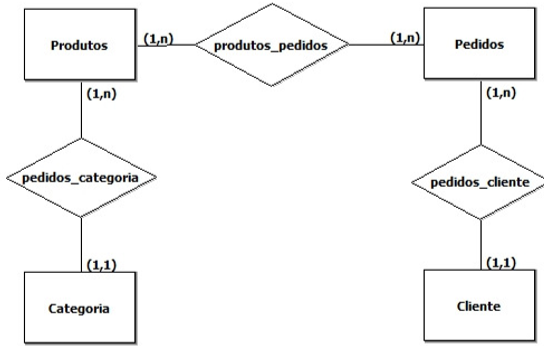 Produtos (1,n) produtos_pedidos (1,n) Pedidos
(1,n) (1,n)
pedidos_categoria pedidos_cliente
(1,1) (1,1)
Categoria Cliente